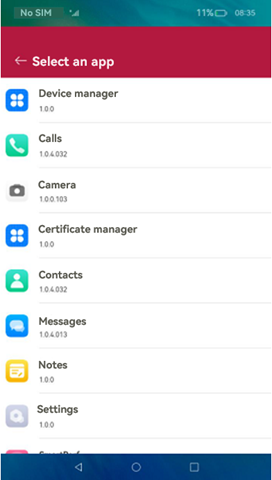 No SIM 11% 08:35
← Select an app
Device manager
1.0.0
Calls
1.0.4.032
Camera
1.0.0.103
Certificate manager
1.0.0
Contacts
1.0.4.032
Messages
1.0.4.013
Notes
1.0.0
Settings
1.0.0